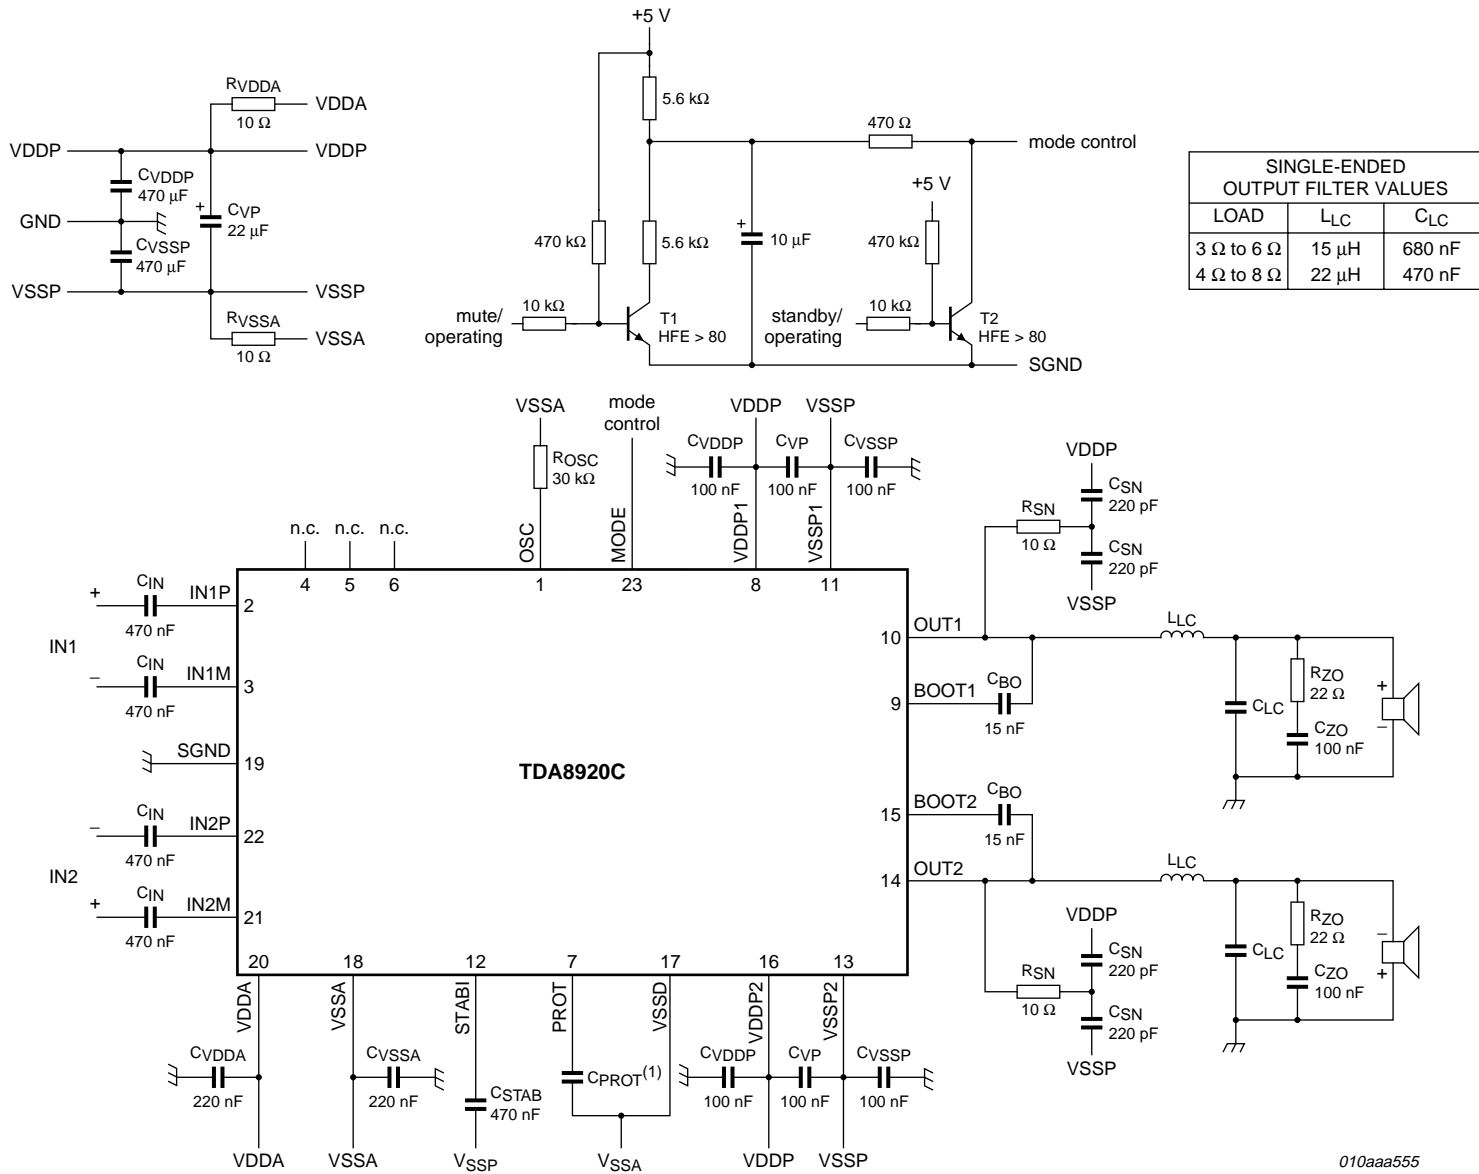 +5 V
RVDDA
10 Ω
VDDA
VDDP
VDDP
CVDDP
470 μF
GND
+
CVP
22 μF
CVSSP
470 μF
VSSP
VSSP
RVSSA
10 Ω
VSSA
5.6 kΩ
470 Ω
mode control
470 kΩ
5.6 kΩ
+
10 μF
+5 V
470 kΩ
mute/
operating
10 kΩ
T1
HFE > 80
standby/
operating
10 kΩ
T2
HFE > 80
SGND
SINGLE-ENDED
OUTPUT FILTER VALUES
LOAD LLC CLC
3 Ω to 6 Ω 15 μH 680 nF
4 Ω to 8 Ω 22 μH 470 nF
VSSA
ROSC
30 kΩ
OSC
1
mode
control
MODE
23
VDDP
VSSP
CVDDP
100 nF
CVP
100 nF
CVSSP
100 nF
VDDP1
8
VSSP1
11
n.c. n.c. n.c.
4 5 6
+
CIN
470 nF
IN1P
2
IN1
−
CIN
470 nF
IN1M
3
SGND
19
−
CIN
470 nF
IN2P
22
IN2
+
CIN
470 nF
IN2M
21
TDA8920C
VDDP
CSN
220 pF
RSN
10 Ω
CSN
220 pF
VSSP
10
OUT1
LLC
9
BOOT1
CBO
15 nF
CLC
RZO
22 Ω
CZO
100 nF
+
−
15
BOOT2
CBO
15 nF
14
OUT2
LLC
VDDP
CSN
220 pF
RSN
10 Ω
CSN
220 pF
VSSP
CLC
RZO
22 Ω
CZO
100 nF
−
+
20 18 12 7 17 16 13
VDDA
VSSA
STABI
PROT
VSSD
VDDP2
VSSP2
CVDDA
220 nF
CVSSA
220 nF
CSTAB
470 nF
CPROT(1)
CVDDP
100 nF
CVP
100 nF
CVSSP
100 nF
VDDA VSSA VSSP VSSA VDDP VSSP
010aaa555